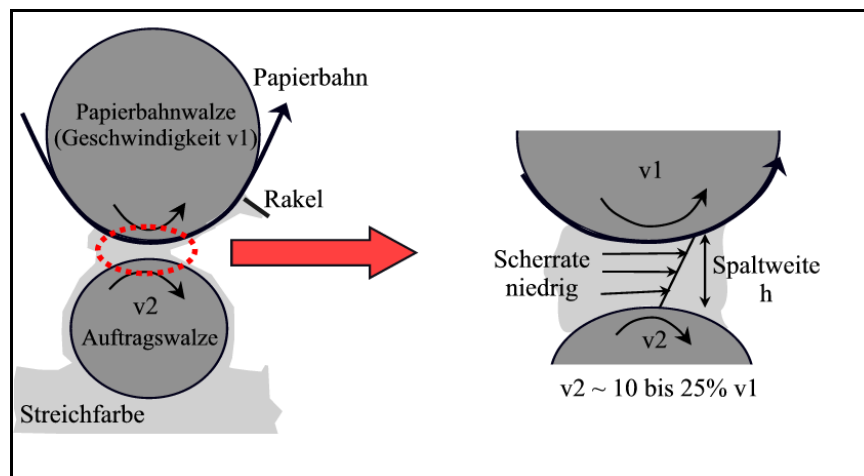 Papierbahn
Papierbahnwalze
(Geschwindigkeit v1)
Rakel
v2
Auftragswalze
Streichfarbe
v1
Scherrate
niedrig
Spaltweite
h
v2
v2 ~ 10 bis 25% v1